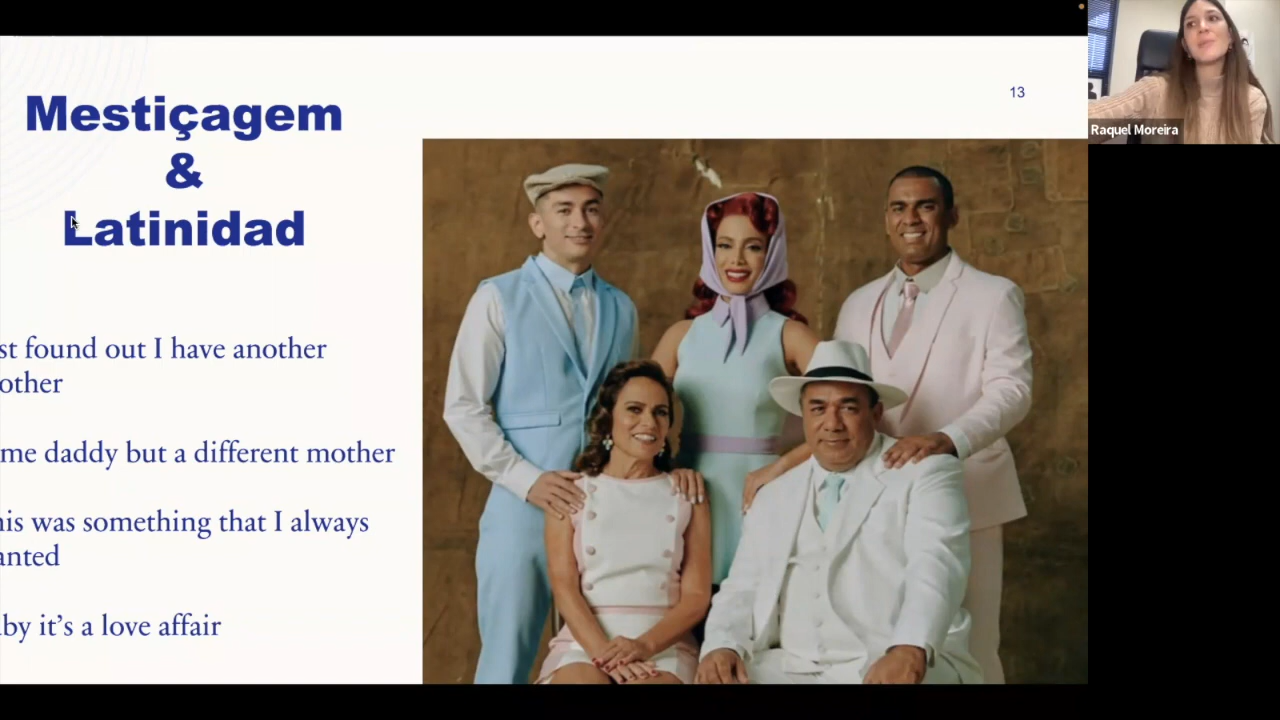 Mestiçagem
&
Latinidad
13
st found out I have another
other
me daddy but a different mother
his was something that I always
anted
by it’s a love affair
Raquel Moreira